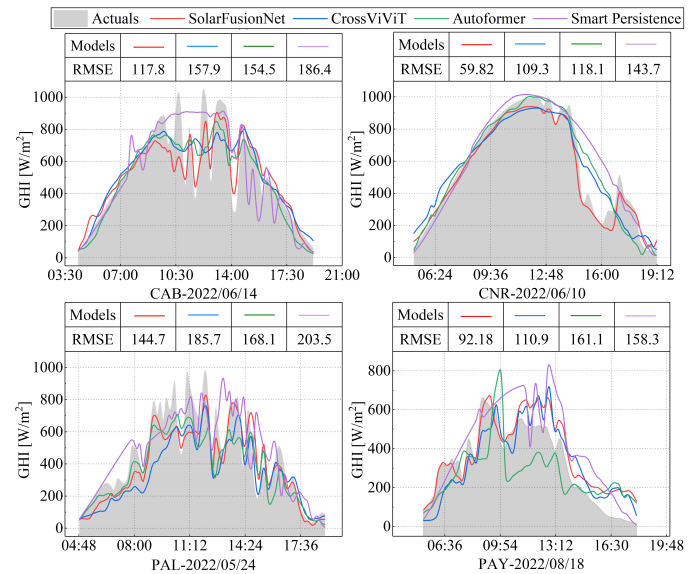 Actuals SolarFusionNet CrossViViT Autoformer Smart Persistence
Models
RMSE 117.8 157.9 154.5 186.4
GHI [W/m²]
1000
800
600
400
200
0
03:30 07:00 10:30 14:00 17:30 21:00
CAB-2022/06/14
Models
RMSE 59.82 109.3 118.1 143.7
GHI [W/m²]
1000
800
600
400
200
0
06:24 09:36 12:48 16:00 19:12
CNR-2022/06/10
Models
RMSE 144.7 185.7 168.1 203.5
GHI [W/m²]
1000
800
600
400
200
0
04:48 08:00 11:12 14:24 17:36
PAL-2022/05/24
Models
RMSE 92.18 110.9 161.1 158.3
GHI [W/m²]
800
600
400
200
0
06:36 09:54 13:12 16:30 19:48
PAY-2022/08/18